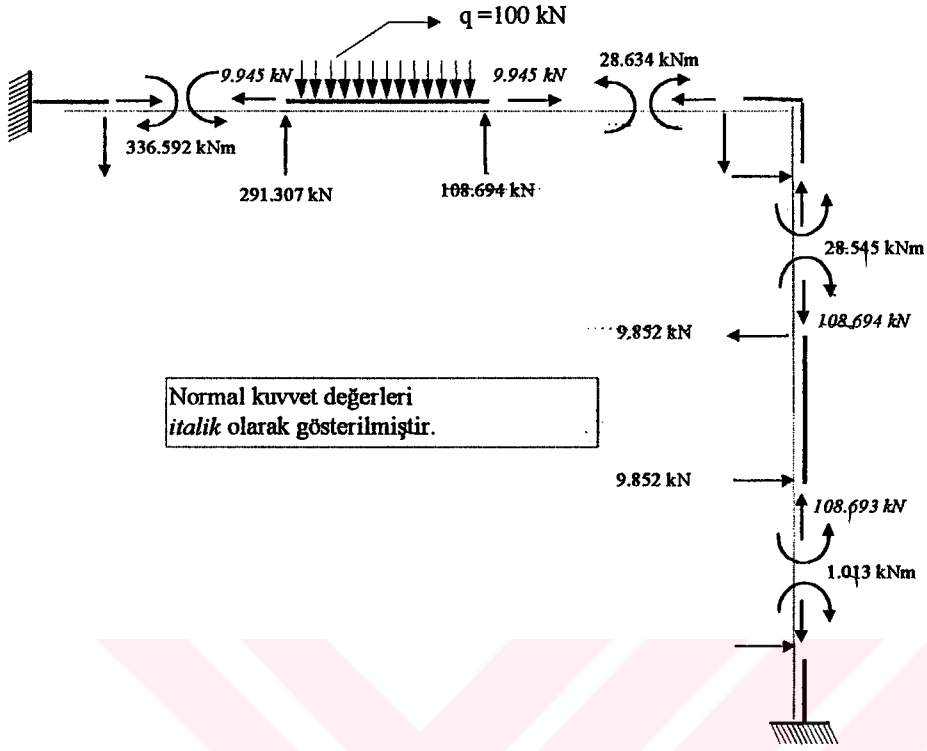 q =100 kN
9.945 kN
9.945 kN
28.634 kNm
336.592 kNm
291.307 kN
108.694 kN
28.545 kNm
9.852 kN
108.694 kN
Normal kuvvet değerleri
italik olarak gösterilmiştir.
9.852 kN
108.693 kN
1.013 kNm